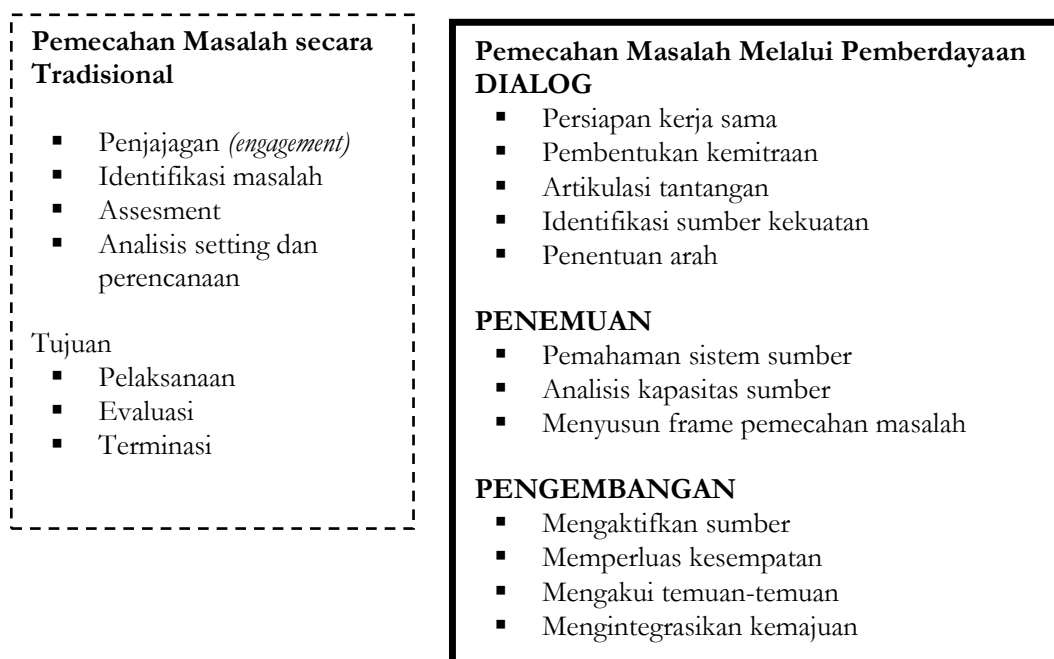 Pemecahan Masalah secara
Tradisional
▪ Penjajagan (engagement)
▪ Identifikasi masalah
▪ Assesment
▪ Analisis setting dan
perencanaan
Tujuan
▪ Pelaksanaan
▪ Evaluasi
▪ Terminasi
Pemecahan Masalah Melalui Pemberdayaan
DIALOG
▪ Persiapan kerja sama
▪ Pembentukan kemitraan
▪ Artikulasi tantangan
▪ Identifikasi sumber kekuatan
▪ Penentuan arah
PENEMUAN
▪ Pemahaman sistem sumber
▪ Analisis kapasitas sumber
▪ Menyusun frame pemecahan masalah
PENGEMBANGAN
▪ Mengaktifkan sumber
▪ Memperluas kesempatan
▪ Mengakui temuan-temuan
▪ Mengintegrasikan kemajuan